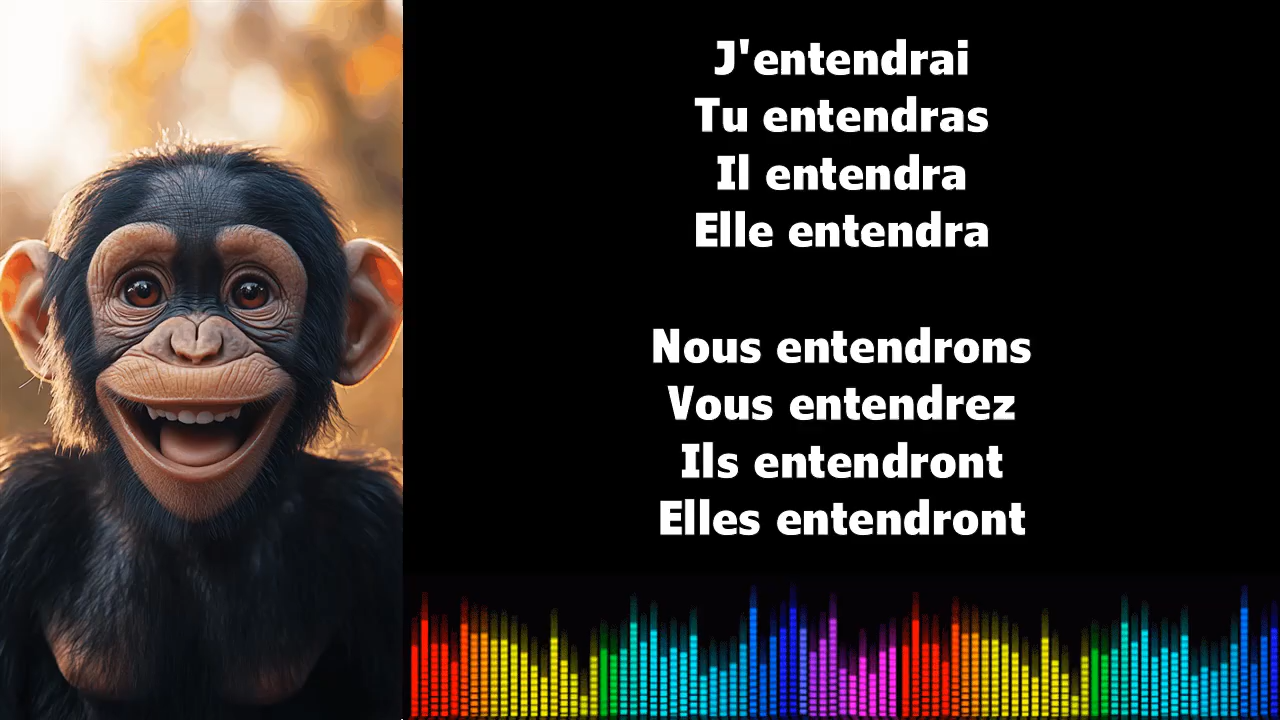 J'entendrai
Tu entendras
Il entendra
Elle entendra
Nous entendrons
Vous entendrez
Ils entendront
Elles entendront